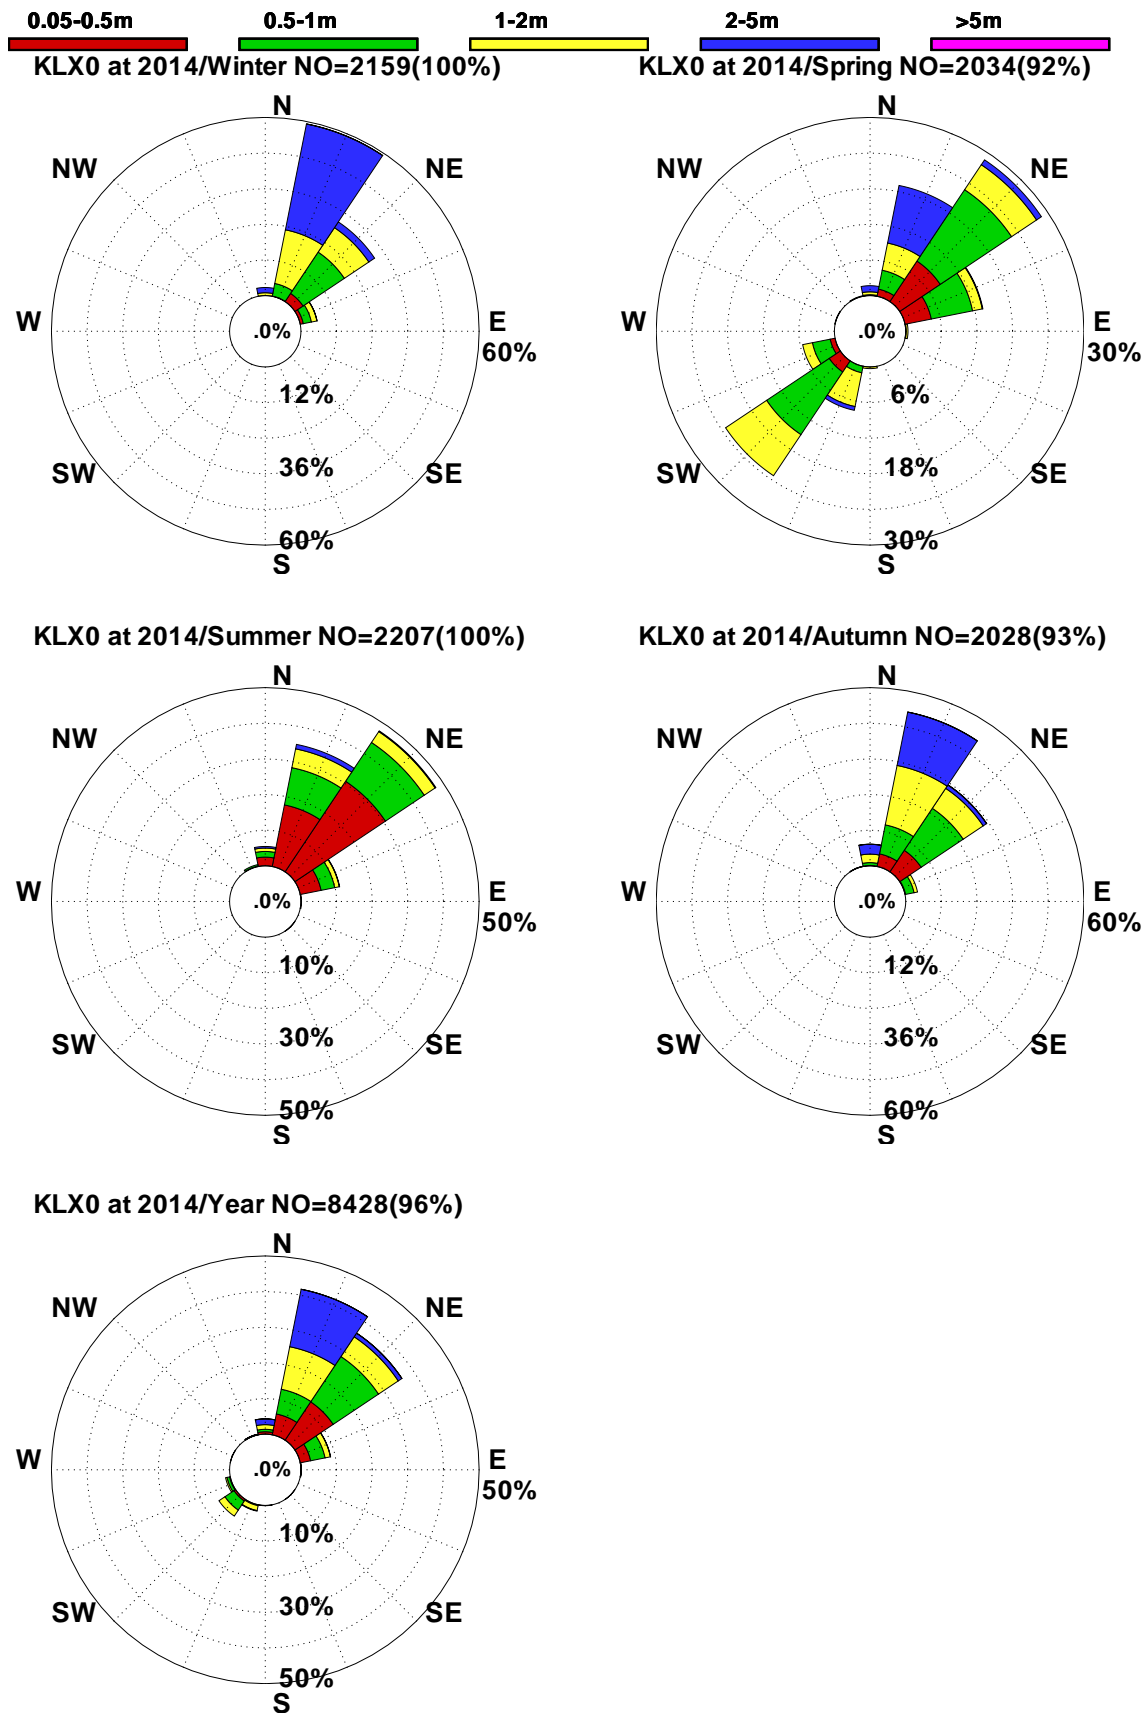 0.05-0.5m 0.5-1m 1-2m 2-5m >5m
KLX0 at 2014/Winter NO=2159(100%) KLX0 at 2014/Spring NO=2034(92%)
N N
NW NE NW NE
W .0% E W .0% E
60% 30%
12% 6%
SW 36% SE SW 18% SE
60% 30%
S S
KLX0 at 2014/Summer NO=2207(100%) KLX0 at 2014/Autumn NO=2028(93%)
N N
NW NE NW NE
W .0% E W .0% E
50% 60%
10% 12%
SW 30% SE SW 36% SE
50% 60%
S S
KLX0 at 2014/Year NO=8428(96%)
N
NW NE
W .0% E
50%
10%
SW 30% SE
50%
S